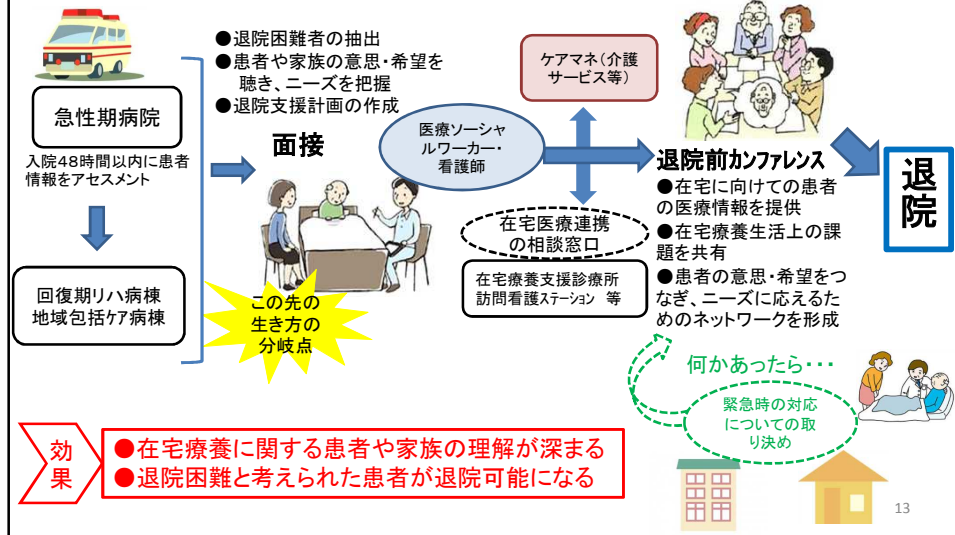 急性期病院
入院48時間以内に患者
情報をアセスメント
回復期リハ病棟
地域包括ケア病棟
●退院困難者の抽出
●患者や家族の意思・希望を
聴き、ニーズを把握
●退院支援計画の作成
面接
この先の
生き方の
分岐点
医療ソーシャ
ルワーカー・
看護師
ケアマネ(介護
サービス等)
在宅医療連携
の相談窓口
在宅療養支援診療所
訪問看護ステーション 等
退院前カンファレンス
●在宅に向けての患者
の医療情報を提供
●在宅療養生活上の課
題を共有
●患者の意思・希望をつ
なぎ、ニーズに応えるた
めのネットワークを形成
退
院
何かあったら・・・
緊急時の対応
についての取
り決め
効
果
●在宅療養に関する患者や家族の理解が深まる
●退院困難と考えられた患者が退院可能になる
13